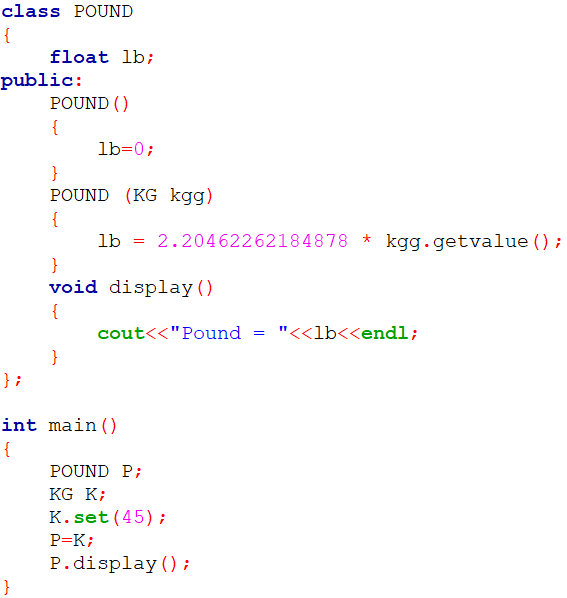 class POUND
{
    float lb;
public:
    POUND()
    {
        lb=0;
    }
    POUND (KG kgg)
    {
        lb = 2.20462262184878 * kgg.getvalue();
    }
    void display()
    {
        cout<<"Pound = "<<lb<<endl;
    }
};

int main()
{
    POUND P;
    KG K;
    K.set(45);
    P=K;
    P.display();
}